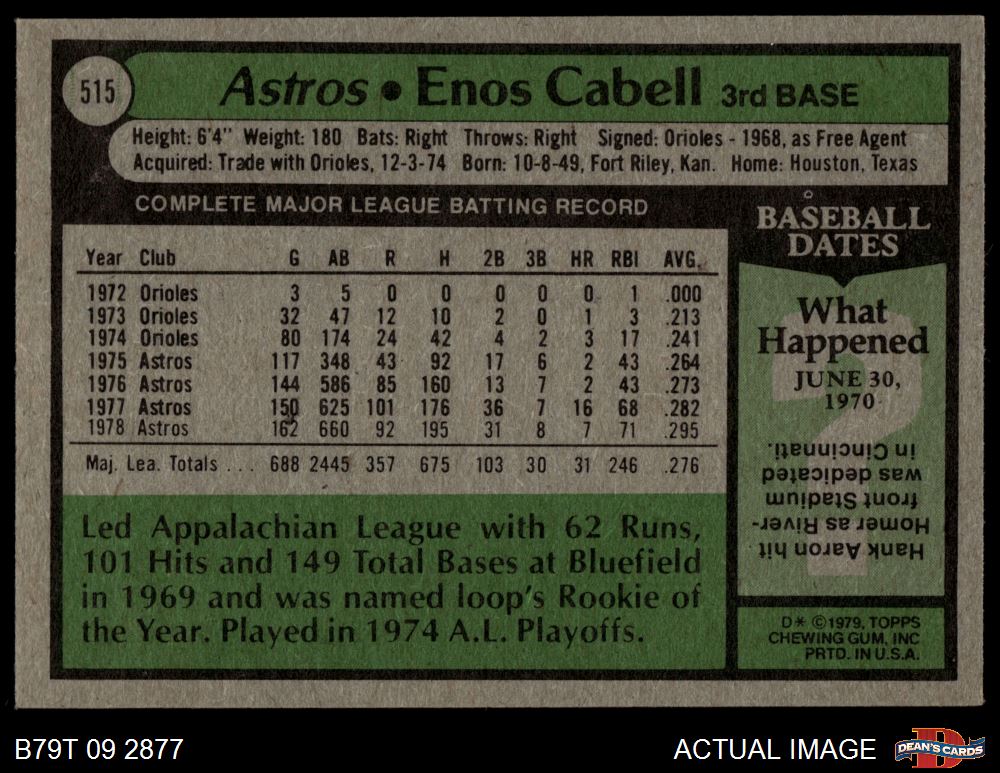 515
Astros • Enos Cabell 3rd BASE
Height: 6'4" Weight: 180 Bats: Right Throws: Right Signed: Orioles - 1968, as Free Agent
Acquired: Trade with Orioles, 12-3-74 Born: 10-8-49, Fort Riley, Kan. Home: Houston, Texas
COMPLETE MAJOR LEAGUE BATTING RECORD
Year Club G AB R H 2B 3B HR RBI AVG.
1972 Orioles 3 5 0 0 0 0 0 1 .000
1973 Orioles 32 47 12 10 2 0 1 3 .213
1974 Orioles 80 174 24 42 4 2 3 17 .241
1975 Astros 117 348 43 92 17 6 2 43 .264
1976 Astros 144 586 85 160 13 7 2 43 .273
1977 Astros 150 625 101 176 36 7 16 68 .282
1978 Astros 162 660 92 195 31 8 7 71 .295
Maj. Lea. Totals ... 688 2445 357 675 103 30 31 246 .276
Led Appalachian League with 62 Runs,
101 Hits and 149 Total Bases at Bluefield
in 1969 and was named loop's Rookie of
the Year. Played in 1974 A.L. Playoffs.
BASEBALL
DATES
What
Happened
JUNE 30,
1970
?
Hank Aaron hit
Homer as River-
front Stadium
was dedicated
in Cincinnati.
D* ©1979, TOPPS
CHEWING GUM, INC
PRTD. IN U.S.A.
B79T 09 2877
ACTUAL IMAGE
D
DEAN'S CARDS